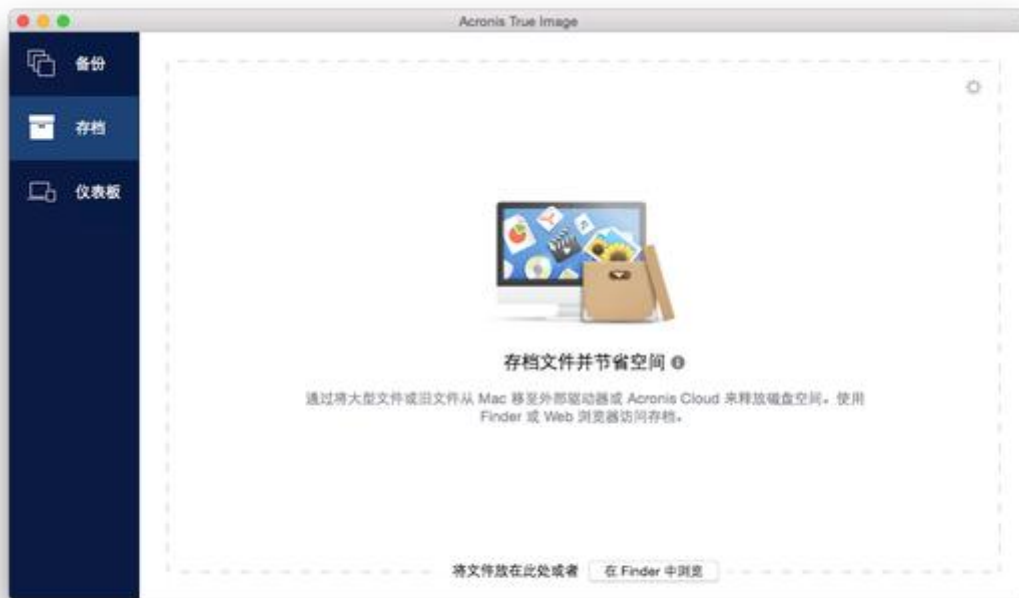 Acronis True Image
备份
存档
仪表板
存档文件并节省空间
通过将大型文件或旧文件从 Mac 移至外部驱动器或 Acronis Cloud 来释放磁盘空间。使用
Finder 或 Web 浏览器访问存档。
将文件放在此处或者 在 Finder 中浏览